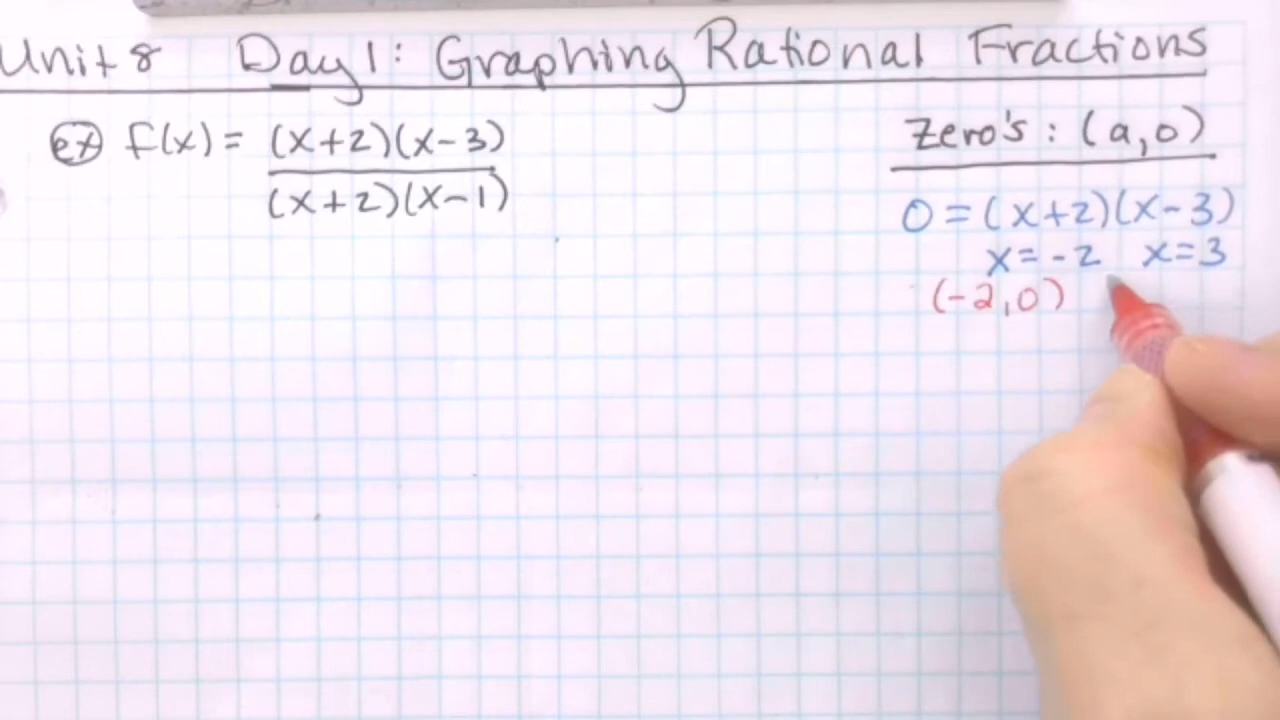 Unit 8 Day 1: Graphing Rational Fractions
ex f(x) = (x+2)(x-3)
(x+2)(x-1)
Zero's : (a,0)
0 = (x+2)(x-3)
x = -2 x = 3
(-2,0)